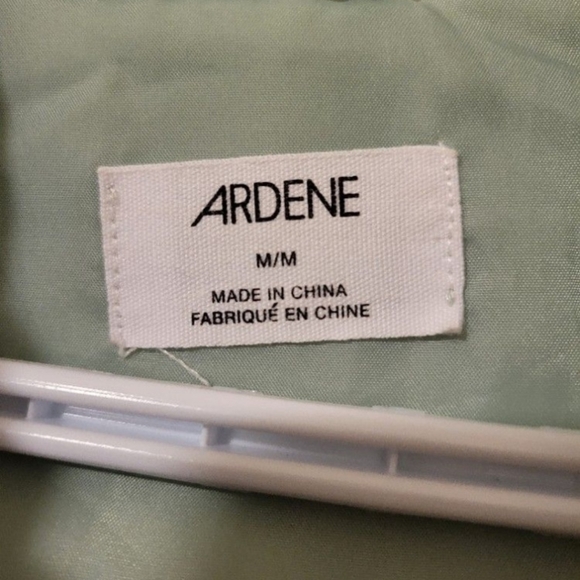 ARDENE
M/M
MADE IN CHINA
FABRIQUÉ EN CHINE